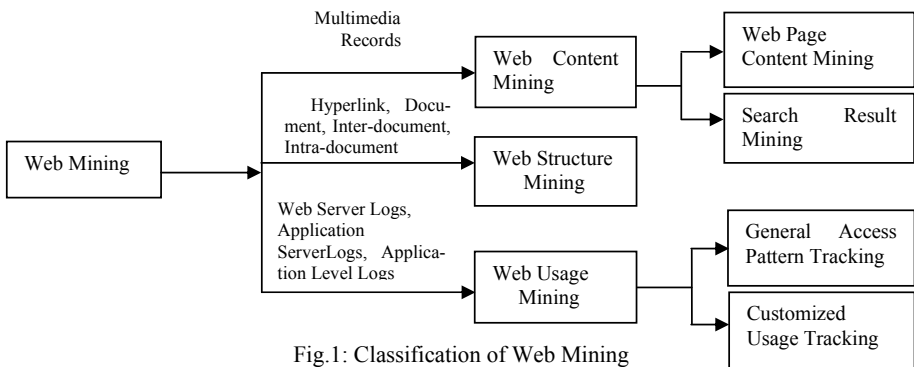 Multimedia
Records
Web Content
Mining
Web Page
Content Mining
Search Result
Mining
Hyperlink, Docu-
ment, Inter-document,
Intra-document
Web Mining
Web Structure
Mining
Web Server Logs,
Application
ServerLogs, Applica-
tion Level Logs
Web Usage
Mining
General Access
Pattern Tracking
Customized
Usage Tracking
Fig.1: Classification of Web Mining